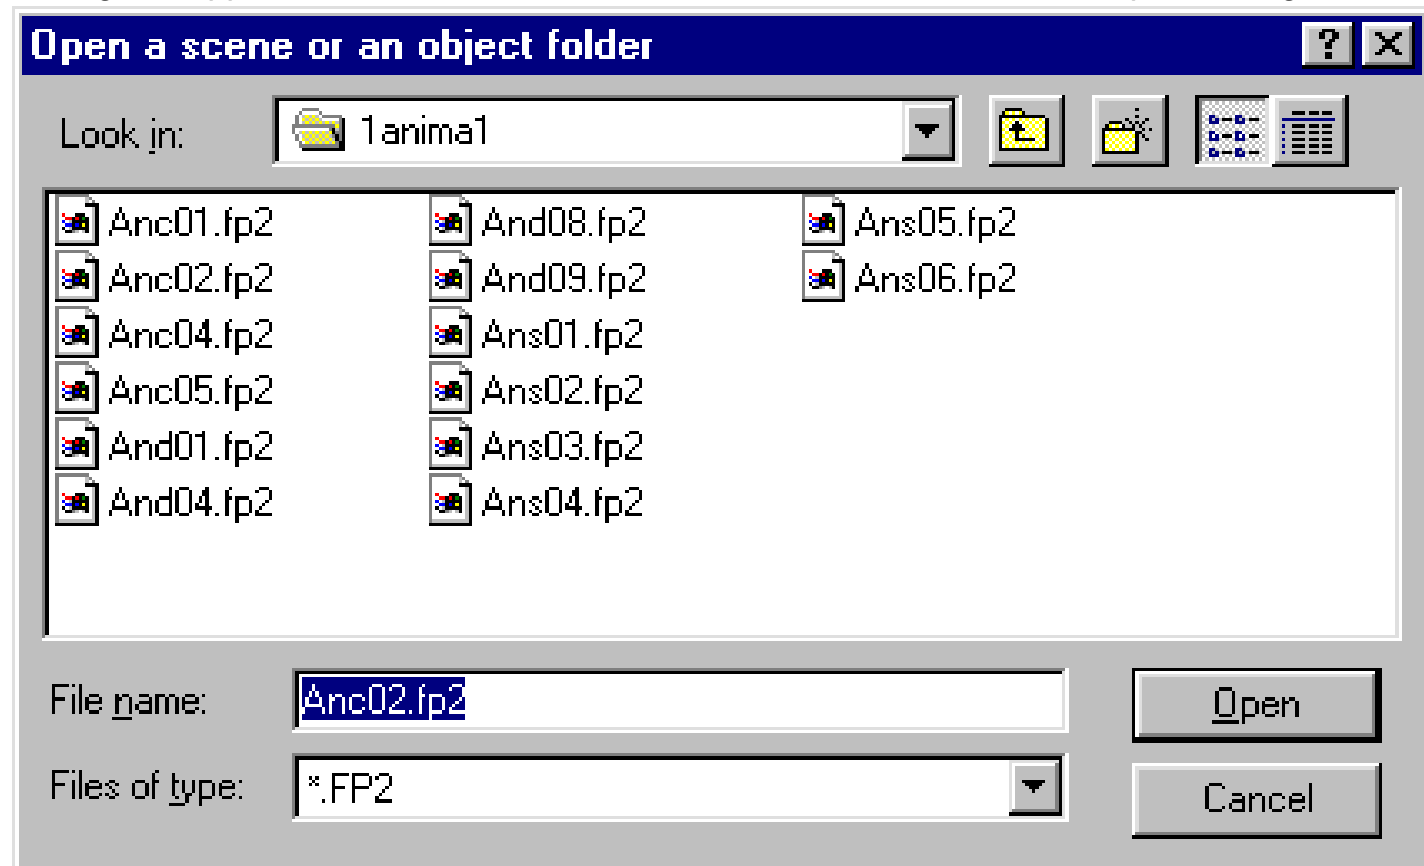 Open a scene or an object folder
Look in: 1anima1
Anc01.fp2 And08.fp2 Ans05.fp2
Anc02.fp2 And09.fp2 Ans06.fp2
Anc04.fp2 Ans01.fp2
Anc05.fp2 Ans02.fp2
And01.fp2 Ans03.fp2
And04.fp2 Ans04.fp2
File name: Anc02.fp2 Open
Files of type: *.FP2 Cancel